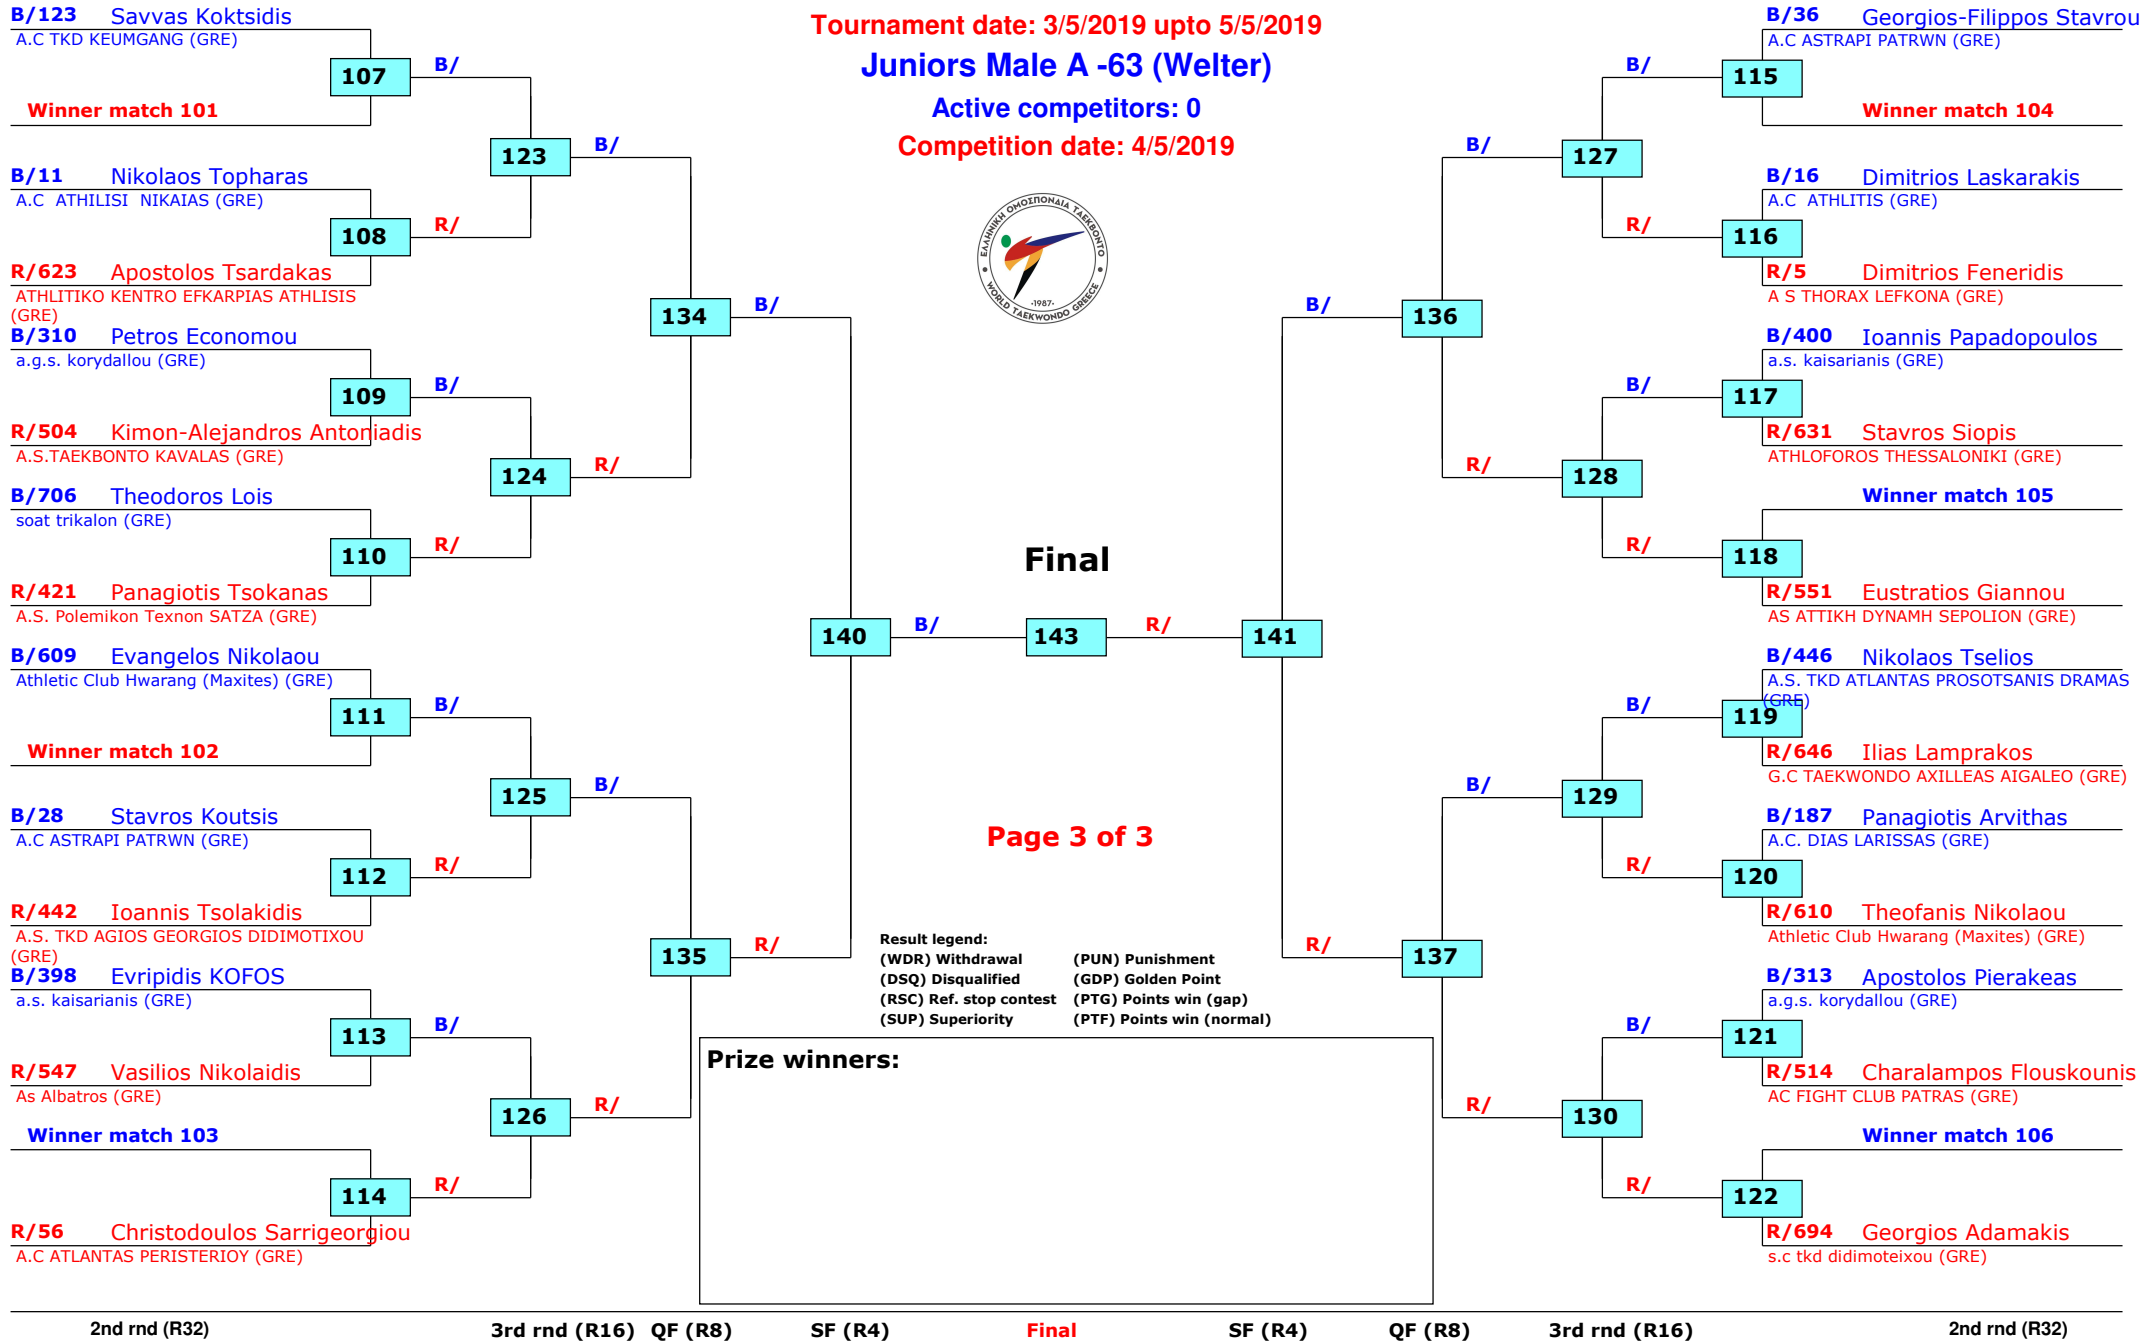 Tournament date: 3/5/2019 upto 5/5/2019
Juniors Male A -63 (Welter)
Active competitors: 0
Competition date: 4/5/2019
ΕΛΛΗΝΙΚΗ ΟΜΟΣΠΟΝΔΙΑ ΤΑΕΚΒΟΝΤΟ
·1987·
WORLD TAEKWONDO GREECE
B/123 Savvas Koktsidis
A.C TKD KEUMGANG (GRE)
107
B/
Winner match 101
123
B/
B/11 Nikolaos Topharas
A.C ATHILISI NIKAIAS (GRE)
108
R/
R/623 Apostolos Tsardakas
ATHLITIKO KENTRO EFKARPIAS ATHLISIS
(GRE)
134
B/
B/310 Petros Economou
a.g.s. korydallou (GRE)
109
B/
R/504 Kimon-Alejandros Antoniadis
A.S.TAEKBONTO KAVALAS (GRE)
124
R/
B/706 Theodoros Lois
soat trikalon (GRE)
110
R/
R/421 Panagiotis Tsokanas
A.S. Polemikon Texnon SATZA (GRE)
140
B/
B/609 Evangelos Nikolaou
Athletic Club Hwarang (Maxites) (GRE)
111
B/
Winner match 102
125
B/
B/28 Stavros Koutsis
A.C ASTRAPI PATRWN (GRE)
112
R/
R/442 Ioannis Tsolakidis
A.S. TKD AGIOS GEORGIOS DIDIMOTIXOU
(GRE)
135
R/
B/398 Evripidis KOFOS
a.s. kaisarianis (GRE)
113
B/
R/547 Vasilios Nikolaidis
As Albatros (GRE)
126
R/
Winner match 103
114
R/
R/56 Christodoulos Sarrigeorgiou
A.C ATLANTAS PERISTERIOY (GRE)
Final
143
R/
141
Page 3 of 3
Result legend:
(WDR) Withdrawal (PUN) Punishment
(DSQ) Disqualified (GDP) Golden Point
(RSC) Ref. stop contest (PTG) Points win (gap)
(SUP) Superiority (PTF) Points win (normal)
Prize winners:
B/36 Georgios-Filippos Stavrou
A.C ASTRAPI PATRWN (GRE)
B/
115
Winner match 104
B/
127
B/16 Dimitrios Laskarakis
A.C ATHLITIS (GRE)
R/
116
R/5 Dimitrios Feneridis
A S THORAX LEFKONA (GRE)
B/
136
B/400 Ioannis Papadopoulos
a.s. kaisarianis (GRE)
B/
117
R/631 Stavros Siopis
ATHLOFOROS THESSALONIKI (GRE)
R/
128
Winner match 105
R/
118
R/551 Eustratios Giannou
AS ATTIKH DYNAMH SEPOLION (GRE)
B/446 Nikolaos Tselios
A.S. TKD ATLANTAS PROSOTSANIS DRAMAS
(GRE)
B/
119
R/646 Ilias Lamprakos
G.C TAEKWONDO AXILLEAS AIGALEO (GRE)
B/
129
B/187 Panagiotis Arvithas
A.C. DIAS LARISSAS (GRE)
R/
120
R/610 Theofanis Nikolaou
Athletic Club Hwarang (Maxites) (GRE)
R/
137
B/313 Apostolos Pierakeas
a.g.s. korydallou (GRE)
B/
121
R/514 Charalampos Flouskounis
AC FIGHT CLUB PATRAS (GRE)
R/
130
Winner match 106
R/
122
R/694 Georgios Adamakis
s.c tkd didimoteixou (GRE)
2nd rnd (R32) 3rd rnd (R16) QF (R8) SF (R4) Final SF (R4) QF (R8) 3rd rnd (R16) 2nd rnd (R32)